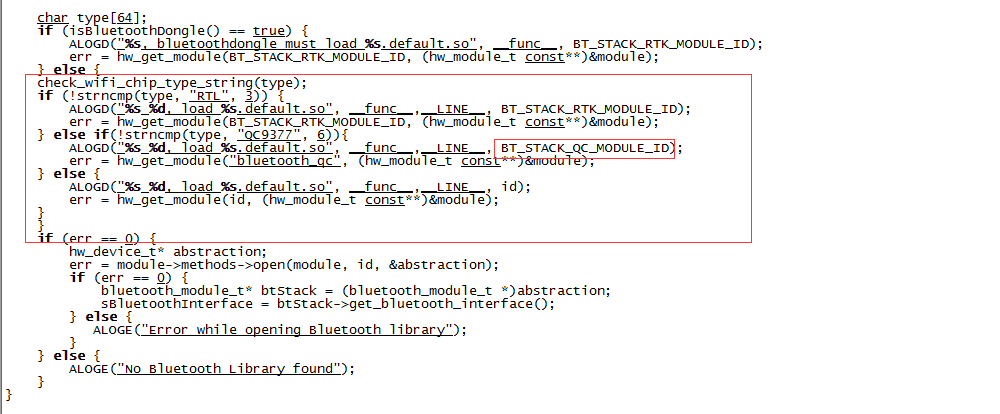 char type[64];
    if (isBluetoothDongle() == true) {
        ALOGD("%s, bluetoothdongle must load %s.default.so", __func__, BT_STACK_RTK_MODULE_ID);
        err = hw_get_module(BT_STACK_RTK_MODULE_ID, (hw_module_t const**)&module);
    } else {
    check_wifi_chip_type_string(type);
    if (!strncmp(type, "RTL", 3)) {
        ALOGD("%s %d, load %s.default.so", __func__,__LINE__, BT_STACK_RTK_MODULE_ID);
        err = hw_get_module(BT_STACK_RTK_MODULE_ID, (hw_module_t const**)&module);
    } else if(!strncmp(type, "QC9377", 6)){
        ALOGD("%s %d, load %s.default.so", __func__,__LINE__, BT_STACK_QC_MODULE_ID);
        err = hw_get_module("bluetooth_qc", (hw_module_t const**)&module);
    } else {
        ALOGD("%s %d, load %s.default.so", __func__,__LINE__, id);
        err = hw_get_module(id, (hw_module_t const**)&module);
    }
    }
    if (err == 0) {
        hw_device_t* abstraction;
        err = module->methods->open(module, id, &abstraction);
        if (err == 0) {
            bluetooth_module_t* btStack = (bluetooth_module_t *)abstraction;
            sBluetoothInterface = btStack->get_bluetooth_interface();
        } else {
           ALOGE("Error while opening Bluetooth library");
        }
    } else {
        ALOGE("No Bluetooth Library found");
    }
}